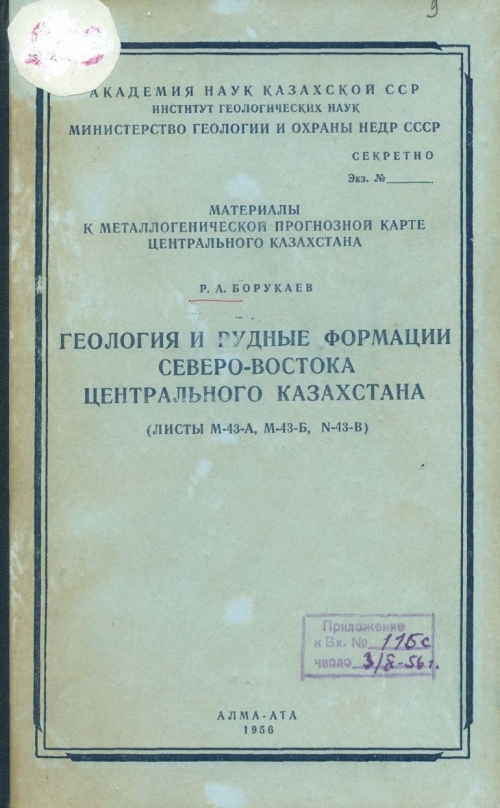 9
АКАДЕМИЯ НАУК КАЗАХСКОЙ ССР
ИНСТИТУТ ГЕОЛОГИЧЕСКИХ НАУК
МИНИСТЕРСТВО ГЕОЛОГИИ И ОХРАНЫ НЕДР СССР
СЕКРЕТНО
Экз. №
МАТЕРИАЛЫ
К МЕТАЛЛОГЕНИЧЕСКОЙ ПРОГНОЗНОЙ КАРТЕ
ЦЕНТРАЛЬНОГО КАЗАХСТАНА
Р. А. БОРУКАЕВ
ГЕОЛОГИЯ И РУДНЫЕ ФОРМАЦИИ
СЕВЕРО-ВОСТОКА
ЦЕНТРАЛЬНОГО КАЗАХСТАНА
(ЛИСТЫ М-43-А, М-43-Б, N-43-В)
Приложение
к Вх. № 115с
число 3/8-56г.
АЛМА-АТА
1956